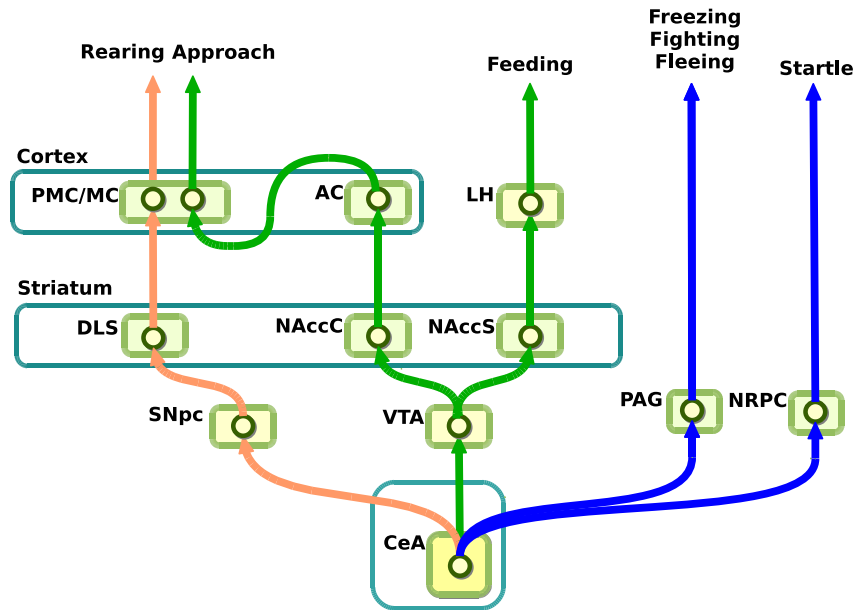 Freezing
Fighting
Fleeing
Rearing Approach
Feeding
Startle
Cortex
PMC/MC
AC
LH
Striatum
DLS
NAccC
NAccS
SNpc
VTA
PAG
NRPC
CeA